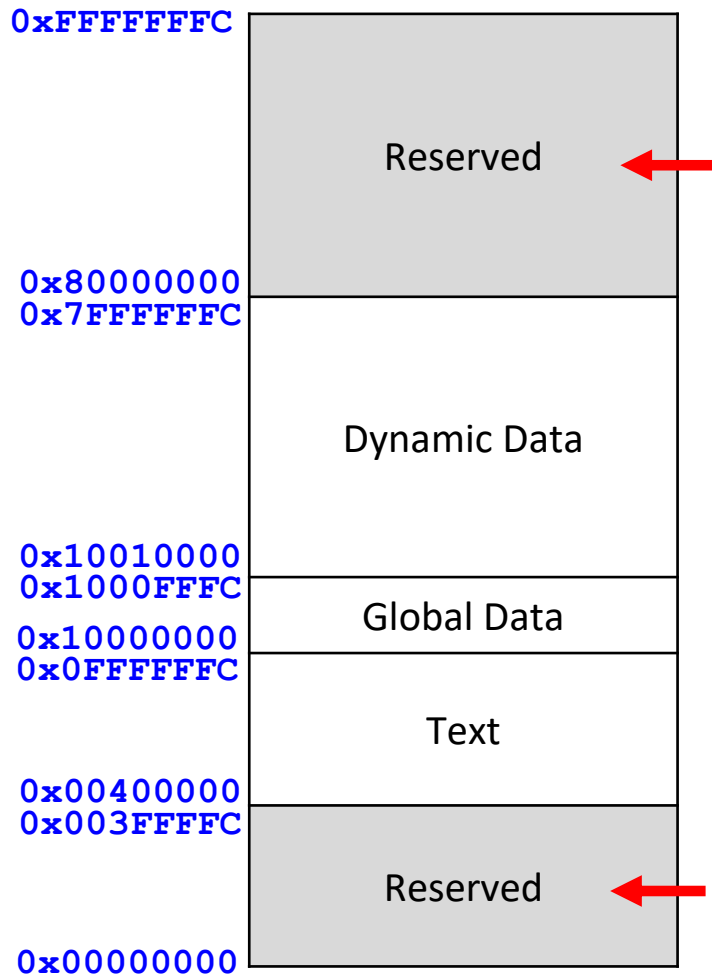 0xFFFFFFFC
Reserved
0x80000000
0x7FFFFFFC
Dynamic Data
0x10010000
0x1000FFFC
Global Data
0x10000000
0x0FFFFFFC
Text
0x00400000
0x003FFFFC
Reserved
0x00000000